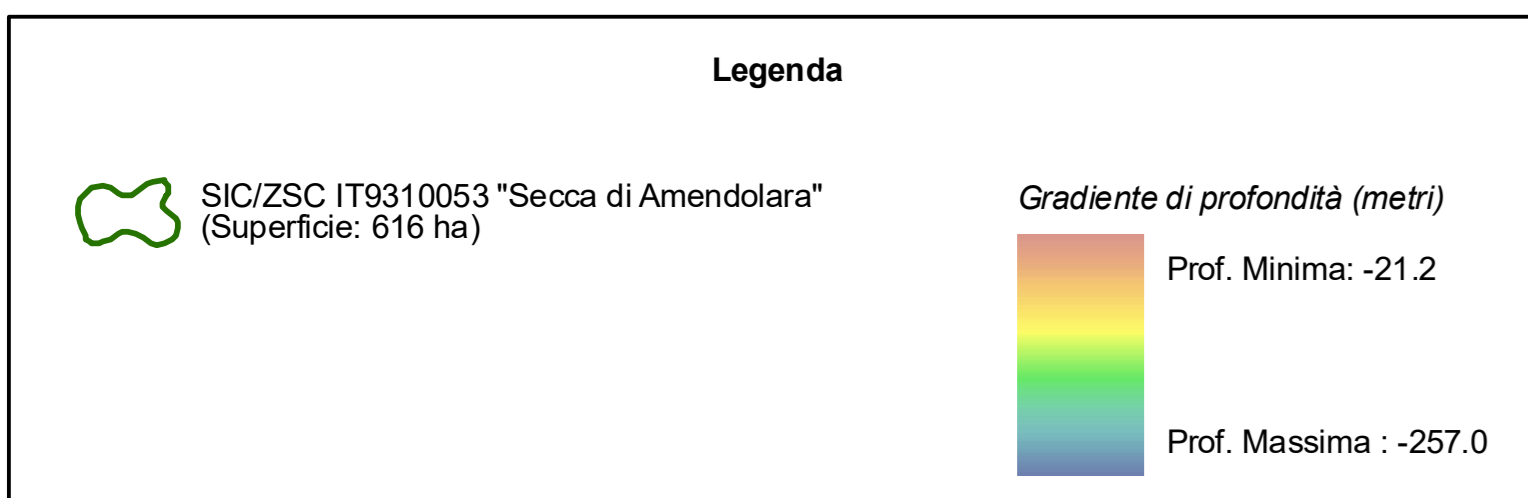 Legenda
SIC/ZSC IT9310053 "Secca di Amendolara"
(Superficie: 616 ha)
Gradiente di profondità (metri)
Prof. Minima: -21.2
Prof. Massima : -257.0